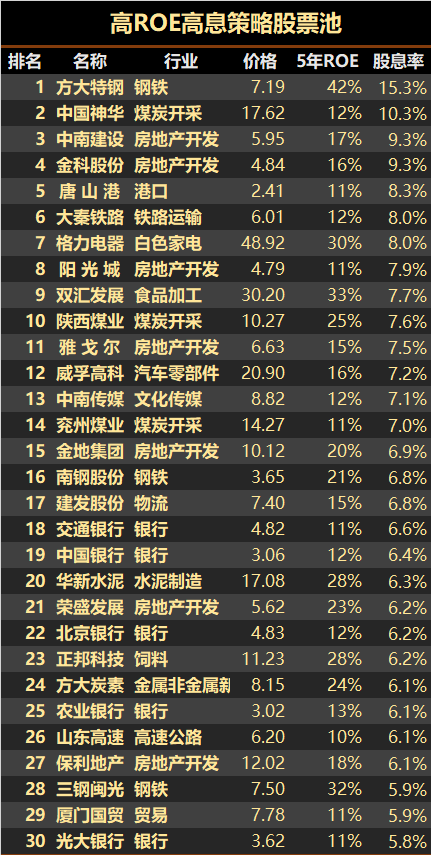 高ROE高息策略股票池
排名 名称 行业 价格 5年ROE 股息率
1 方大特钢 钢铁 7.19 42% 15.3%
2 中国神华 煤炭开采 17.62 12% 10.3%
3 中南建设 房地产开发 5.95 17% 9.3%
4 金科股份 房地产开发 4.84 16% 9.3%
5 唐 山 港 港口 2.41 11% 8.3%
6 大秦铁路 铁路运输 6.01 12% 8.0%
7 格力电器 白色家电 48.92 30% 8.0%
8 阳 光 城 房地产开发 4.79 11% 7.9%
9 双汇发展 食品加工 30.20 33% 7.7%
10 陕西煤业 煤炭开采 10.27 25% 7.6%
11 雅 戈 尔 房地产开发 6.63 15% 7.5%
12 威孚高科 汽车零部件 20.90 16% 7.2%
13 中南传媒 文化传媒 8.82 12% 7.1%
14 兖州煤业 煤炭开采 14.27 11% 7.0%
15 金地集团 房地产开发 10.12 20% 6.9%
16 南钢股份 钢铁 3.65 21% 6.8%
17 建发股份 物流 7.40 15% 6.8%
18 交通银行 银行 4.82 11% 6.6%
19 中国银行 银行 3.06 12% 6.4%
20 华新水泥 水泥制造 17.08 28% 6.3%
21 荣盛发展 房地产开发 5.62 23% 6.2%
22 北京银行 银行 4.83 12% 6.2%
23 正邦科技 饲料 11.23 28% 6.2%
24 方大炭素 金属非金属新 8.15 24% 6.1%
25 农业银行 银行 3.02 13% 6.1%
26 山东高速 高速公路 6.20 10% 6.1%
27 保利地产 房地产开发 12.02 18% 6.1%
28 三钢闽光 钢铁 7.50 32% 5.9%
29 厦门国贸 贸易 7.78 11% 5.9%
30 光大银行 银行 3.62 11% 5.8%